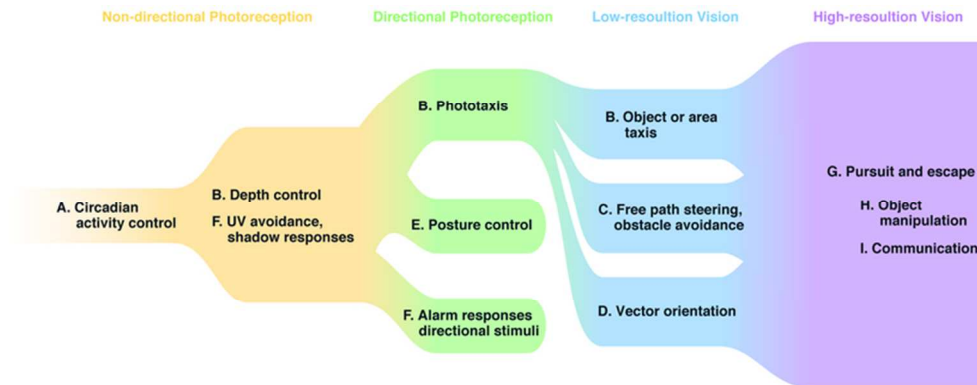 Non-directional Photoreception
Directional Photoreception
Low-resoultion Vision
High-resoultion Vision
A. Circadian
activity control
B. Depth control
F. UV avoidance,
shadow responses
B. Phototaxis
E. Posture control
F. Alarm responses
directional stimuli
B. Object or area
taxis
C. Free path steering,
obstacle avoidance
D. Vector orientation
G. Pursuit and escape
H. Object
manipulation
I. Communication